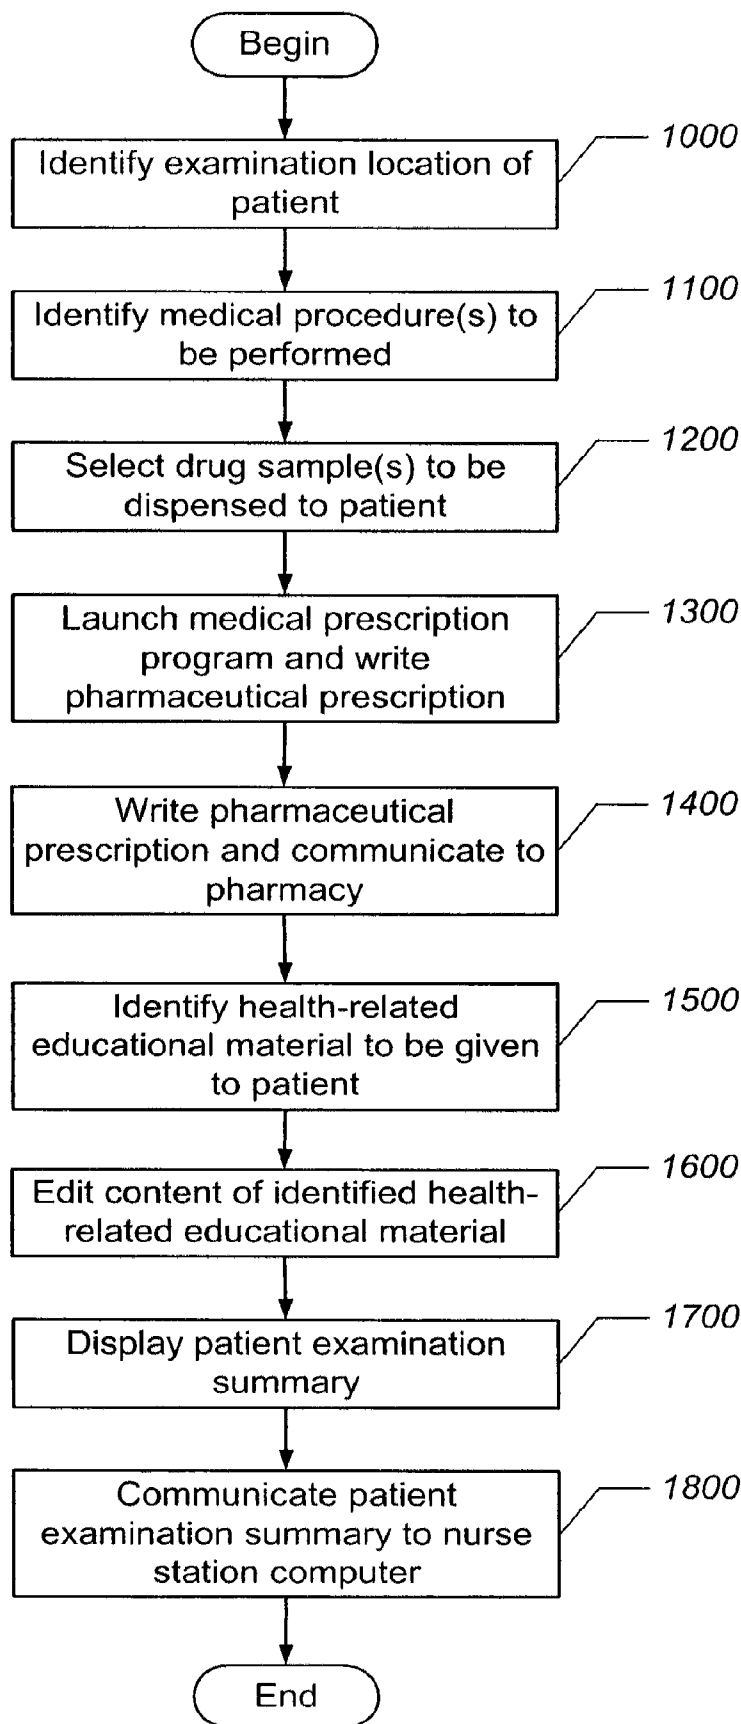 Begin
1000
Identify examination location of
patient
1100
Identify medical procedure(s) to
be performed
1200
Select drug sample(s) to be
dispensed to patient
1300
Launch medical prescription
program and write
pharmaceutical prescription
1400
Write pharmaceutical
prescription and communicate to
pharmacy
1500
Identify health-related
educational material to be given
to patient
1600
Edit content of identified health-
related educational material
1700
Display patient examination
summary
1800
Communicate patient
examination summary to nurse
station computer
End